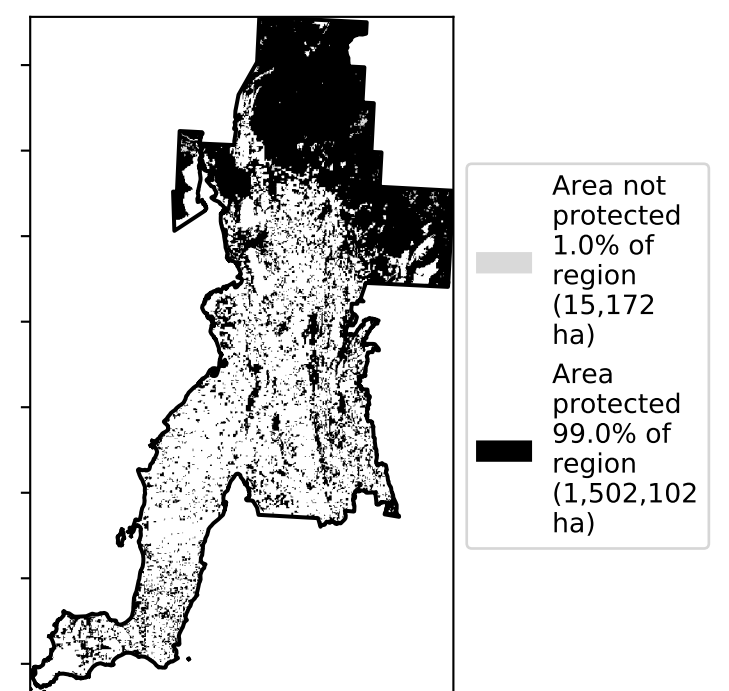 Area not
protected
1.0% of
region
(15,172
ha)
Area
protected
99.0% of
region
(1,502,102
ha)